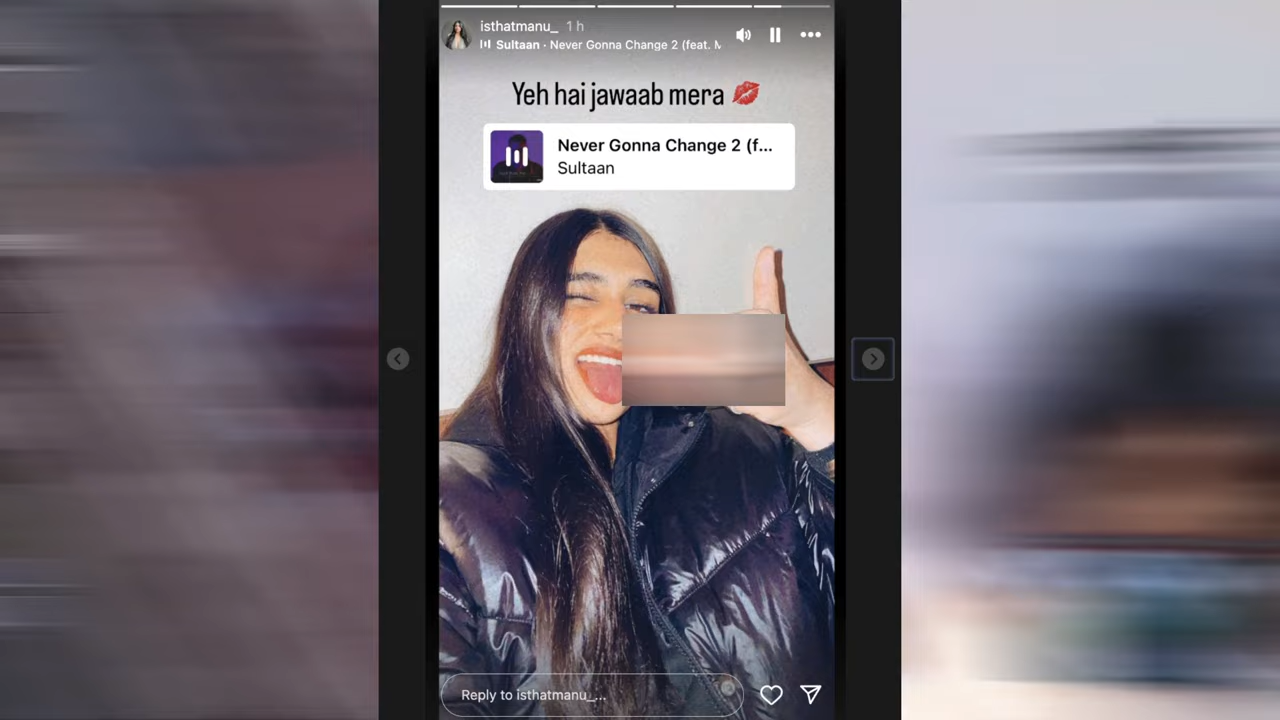 isthatmanu_ 1 h
Sultaan · Never Gonna Change 2 (feat. M
Yeh hai jawaab mera 💋
Never Gonna Change 2 (f...
Sultaan
Reply to isthatmanu_...